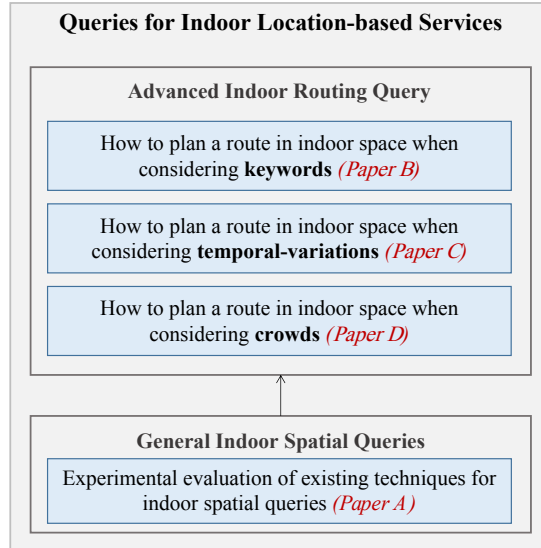 Queries for Indoor Location-based Services
Advanced Indoor Routing Query
How to plan a route in indoor space when
considering keywords (Paper B)
How to plan a route in indoor space when
considering temporal-variations (Paper C)
How to plan a route in indoor space when
considering crowds (Paper D)
General Indoor Spatial Queries
Experimental evaluation of existing techniques for
indoor spatial queries (Paper A)